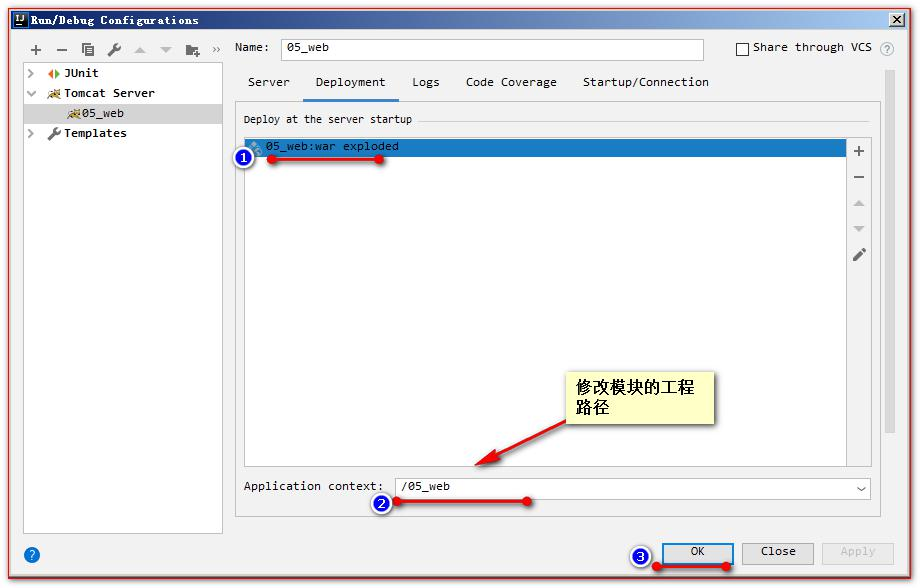 Run/Debug Configurations
Name: 05_web
Share through VCS ?
JUnit
Tomcat Server
05_web
Templates
Server Deployment Logs Code Coverage Startup/Connection
Deploy at the server startup
1 05_web:war exploded
修改模块的工程
路径
Application context: /05_web
2
? 3 OK Close Apply